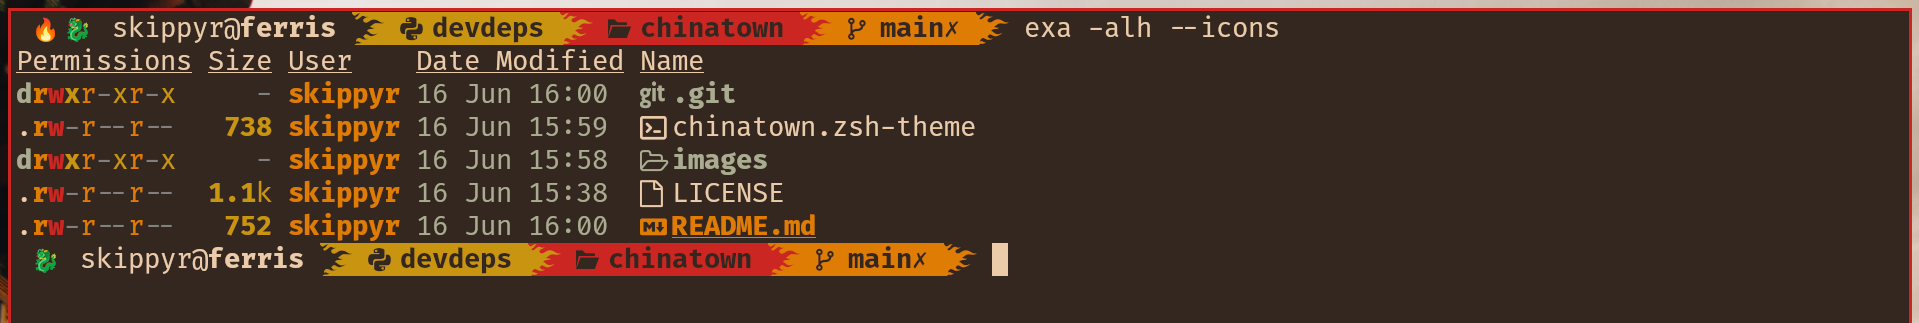 🔥🐉 skippyr@ferris devdeps chinatown main✗ exa -alh --icons
Permissions Size User Date Modified Name
drwxr-xr-x - skippyr 16 Jun 16:00 git .git
.rw-r--r-- 738 skippyr 16 Jun 15:59 chinatown.zsh-theme
drwxr-xr-x - skippyr 16 Jun 15:58 images
.rw-r--r-- 1.1k skippyr 16 Jun 15:38 LICENSE
.rw-r--r-- 752 skippyr 16 Jun 16:00 README.md
🐉 skippyr@ferris devdeps chinatown main✗